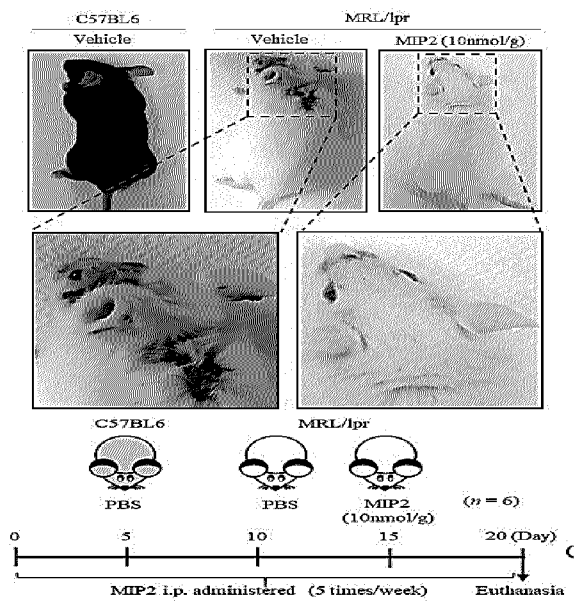 C57BL6 MRL/lpr
Vehicle Vehicle MIP2 (10nmol/g)
C57BL6 MRL/lpr
PBS PBS MIP2 (n = 6)
(10nmol/g)
0 5 10 15 20 (Day)
C
MIP2 i.p. administered (5 times/week) Euthanasia